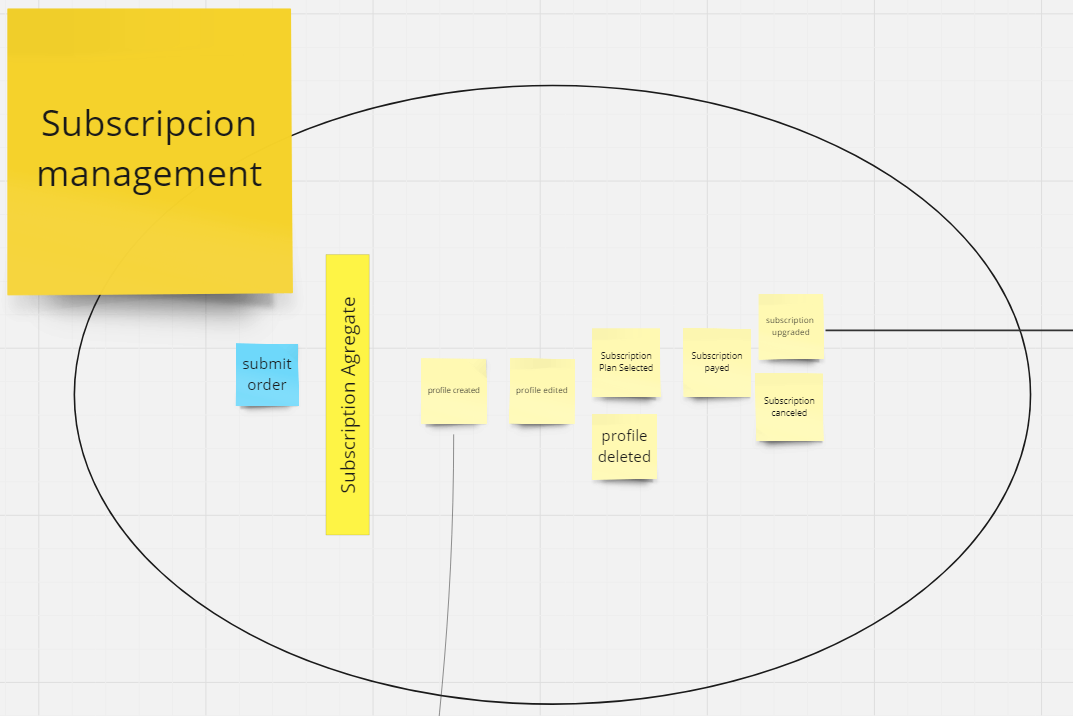 Subscripcion
management
submit
order
Subscription Agregate
profile created
profile edited
Subscription
Plan Selected
profile
deleted
Subscription
payed
subscription
upgraded
Subscription
canceled